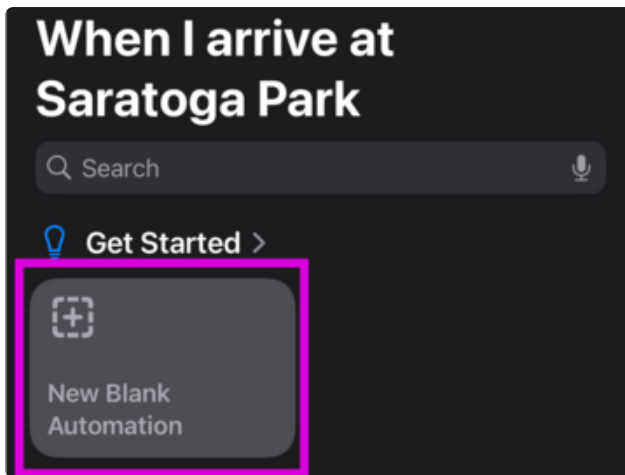 When I arrive at
Saratoga Park
Search
Get Started >
New Blank
Automation